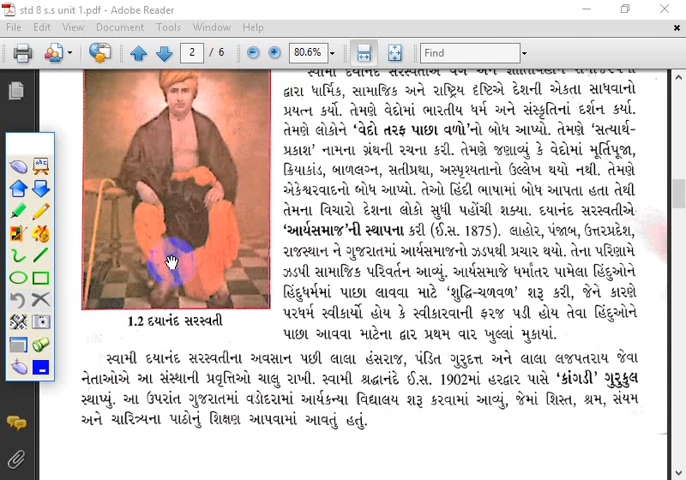 std 8 s.s unit 1.pdf - Adobe Reader
File Edit View Document Tools Window Help
2 / 6 80.6% Find
સ્વામી દયાનંદ સરસ્વતીએ
દ્વારા ધાર્મિક, સામાજિક અને રાષ્ટ્રિય દૃષ્ટિએ દેશની એકતા સાધવાનો
પ્રયત્ન કર્યો. તેમણે વેદોમાં ભારતીય ધર્મ અને સંસ્કૃતિનાં દર્શન કર્યા.
તેમણે લોકોને ‘વેદો તરફ પાછા વળો’નો બોધ આપ્યો. તેમણે ‘સત્યાર્થ-
પ્રકાશ’ નામના ગ્રંથની રચના કરી. તેમણે જણાવ્યું કે વેદોમાં મૂર્તિપૂજા,
ક્રિયાકાંડ, બાળલગ્ન, સતીપ્રથા, અસ્પૃશ્યતાનો ઉલ્લેખ થયો નથી. તેમણે
એકેશ્વરવાદનો બોધ આપ્યો. તેઓ હિંદી ભાષામાં બોધ આપતા હતા તેથી
તેમના વિચારો દેશના લોકો સુધી પહોંચી શક્યા. દયાનંદ સરસ્વતીએ
‘આર્યસમાજ’ની સ્થાપના કરી (ઈ.સ. 1875). લાહોર, પંજાબ, ઉત્તરપ્રદેશ,
રાજસ્થાન ને ગુજરાતમાં આર્યસમાજનો ઝડપથી પ્રચાર થયો. તેના પરિણામે
ઝડપી સામાજિક પરિવર્તન આવ્યું. આર્યસમાજે ધર્માંતર પામેલા હિંદુઓને
હિંદુધર્મમાં પાછા લાવવા માટે ‘શુદ્ધિ-ચળવળ’ શરૂ કરી, જેને કારણે
પરધર્મ સ્વીકાર્યો હોય કે સ્વીકારવાની ફરજ પડી હોય તેવા હિંદુઓને
પાછા આવવા માટેના દ્વાર પ્રથમ વાર ખુલ્લાં મુકાયાં.
1.2 દયાનંદ સરસ્વતી
સ્વામી દયાનંદ સરસ્વતીના અવસાન પછી લાલા હંસરાજ, પંડિત ગુરુદત્ત અને લાલા લજપતરાય જેવા
નેતાઓએ આ સંસ્થાની પ્રવૃત્તિઓ ચાલુ રાખી. સ્વામી શ્રદ્ધાનંદે ઈ.સ. 1902માં હરદ્વાર પાસે ‘કાંગડી’ ગુરુકુલ
સ્થાપ્યું. આ ઉપરાંત ગુજરાતમાં વડોદરામાં આર્યકન્યા વિદ્યાલય શરૂ કરવામાં આવ્યું, જેમાં શિસ્ત, શ્રમ, સંયમ
અને ચારિત્ર્યના પાઠોનું શિક્ષણ આપવામાં આવતું હતું.